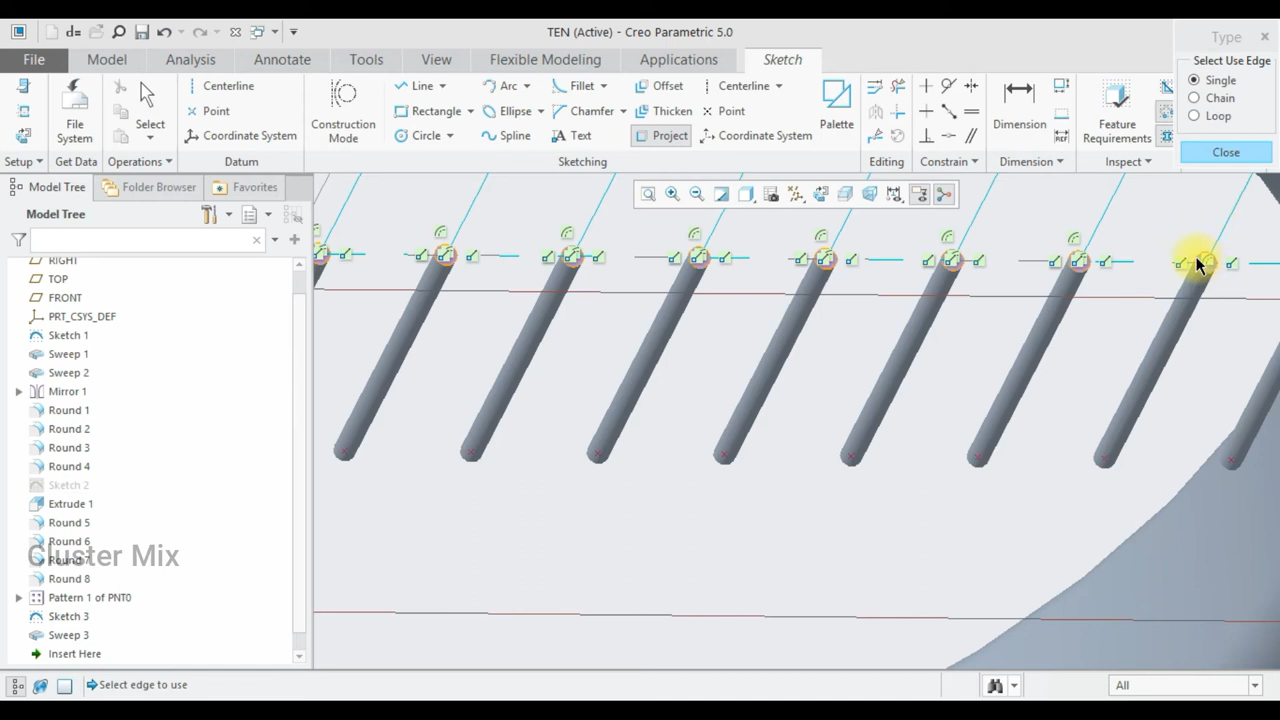 TEN (Active) - Creo Parametric 5.0
Type
File Model Analysis Annotate Tools View Flexible Modeling Applications Sketch
Select Use Edge
Single
Chain
Loop
Close
File System
Select
Centerline
Point
Coordinate System
Construction Mode
Line Arc Fillet Offset Centerline
Rectangle Ellipse Chamfer Thicken Point
Circle Spline Text Project Coordinate System
Palette
Dimension
Feature Requirements
Setup Get Data Operations Datum Sketching Editing Constrain Dimension Inspect
Model Tree Folder Browser Favorites
Model Tree
RIGHT
TOP
FRONT
PRT_CSYS_DEF
Sketch 1
Sweep 1
Sweep 2
Mirror 1
Round 1
Round 2
Round 3
Round 4
Sketch 2
Extrude 1
Round 5
Round 6
Cluster Mix
Round 7
Round 8
Pattern 1 of PNT0
Sketch 3
Sweep 3
Insert Here
Select edge to use
All